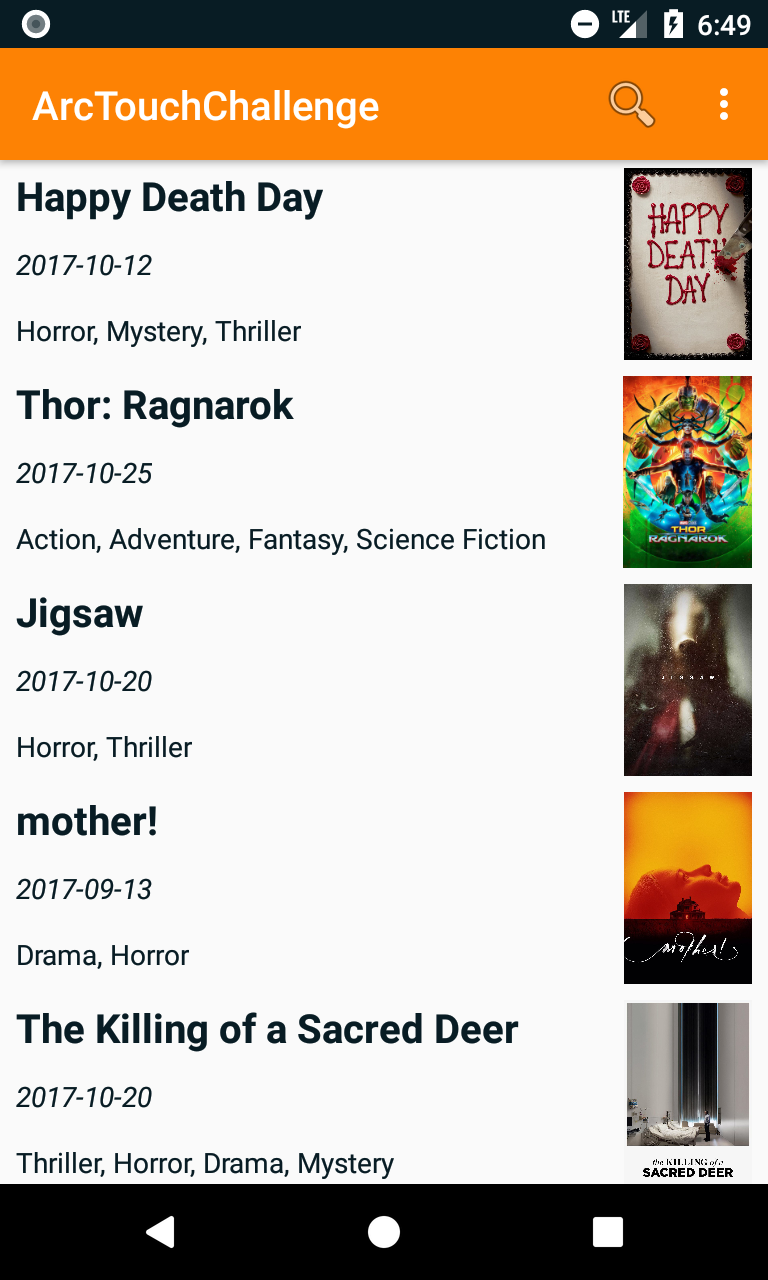 LTE 6:49
ArcTouchChallenge
Happy Death Day
2017-10-12
Horror, Mystery, Thriller
HAPPY
DEATH
DAY
Thor: Ragnarok
2017-10-25
Action, Adventure, Fantasy, Science Fiction
THOR
RAGNAROK
Jigsaw
2017-10-20
Horror, Thriller
JIGSAW
mother!
2017-09-13
Drama, Horror
mother!
The Killing of a Sacred Deer
2017-10-20
Thriller, Horror, Drama, Mystery
the KILLING of a
SACRED DEER